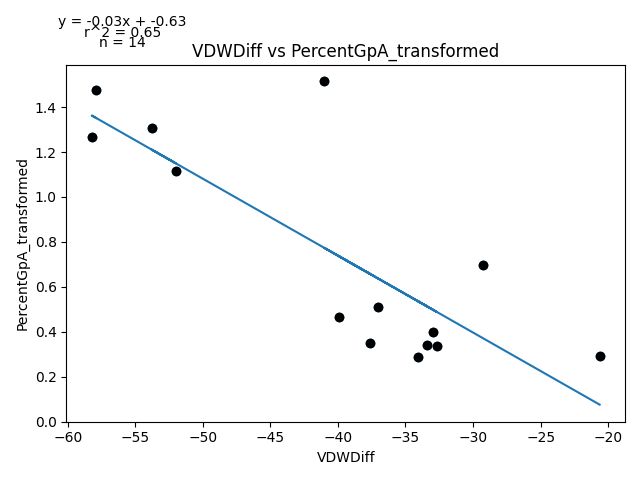 y = -0.03x + -0.63
r^2 = 0.65
n = 14
VDWDiff vs PercentGpA_transformed
PercentGpA_transformed
1.4
1.2
1.0
0.8
0.6
0.4
0.2
0.0
−60
−55
−50
−45
−40
−35
−30
−25
−20
VDWDiff